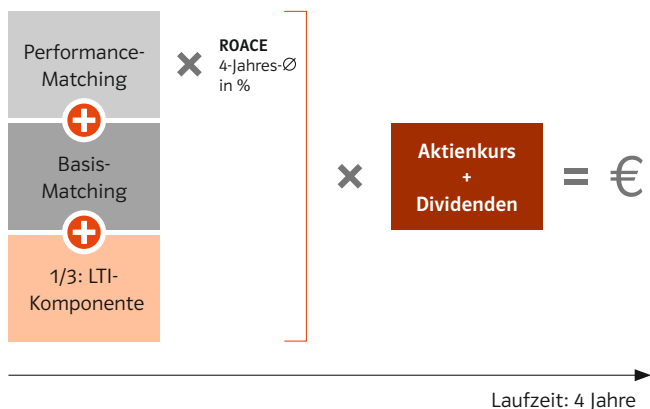 Performance-
Matching
× ROACE
4-Jahres-Ø
in %
+
Basis-
Matching
+
1/3: LTI-
Komponente
×
Aktienkurs
+
Dividenden
= €
Laufzeit: 4 Jahre